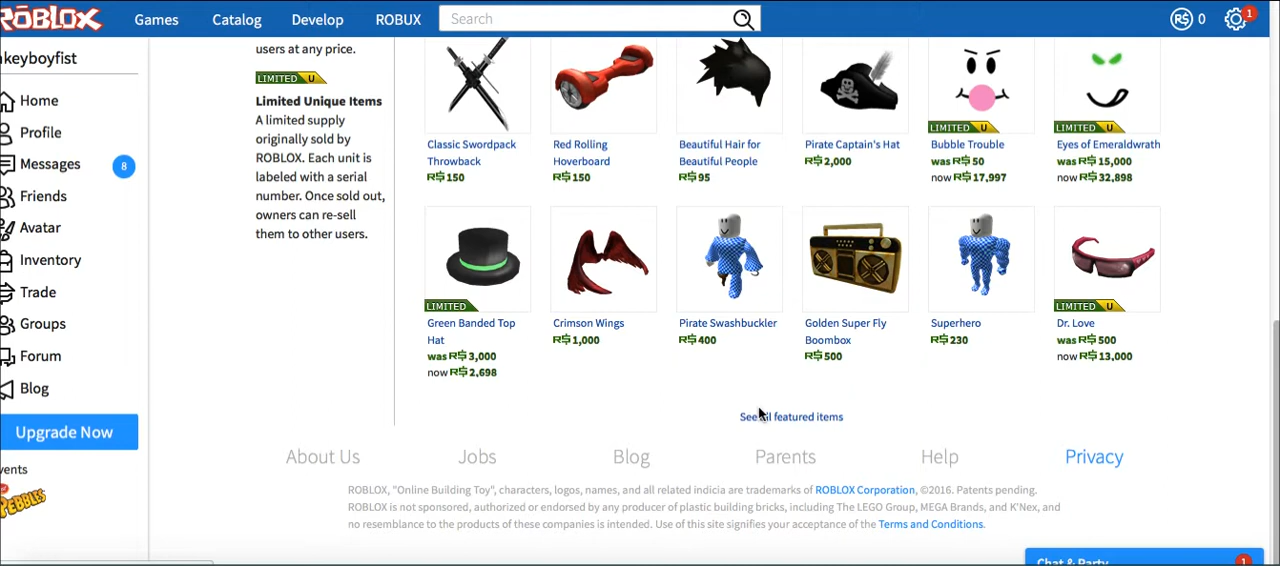 ROBLOX Games Catalog Develop ROBUX Search R$ 0 1
keyboyfist
Home
Profile
Messages 8
Friends
Avatar
Inventory
Trade
Groups
Forum
Blog
Upgrade Now
vents
PEBBLES
users at any price.
LIMITED U
Limited Unique Items
A limited supply
originally sold by
ROBLOX. Each unit is
labeled with a serial
number. Once sold out,
owners can re-sell
them to other users.
Classic Swordpack
Throwback
R$ 150
Red Rolling
Hoverboard
R$ 150
Beautiful Hair for
Beautiful People
R$ 95
Pirate Captain's Hat
R$ 2,000
LIMITED U
Bubble Trouble
was R$ 50
now R$ 17,997
LIMITED U
Eyes of Emeraldwrath
was R$ 15,000
now R$ 32,898
LIMITED
Green Banded Top
Hat
was R$ 3,000
now R$ 2,698
Crimson Wings
R$ 1,000
Pirate Swashbuckler
R$ 400
Golden Super Fly
Boombox
R$ 500
Superhero
R$ 230
LIMITED U
Dr. Love
was R$ 500
now R$ 13,000
See all featured items
About Us Jobs Blog Parents Help Privacy
ROBLOX, "Online Building Toy", characters, logos, names, and all related indicia are trademarks of ROBLOX Corporation, ©2016. Patents pending.
ROBLOX is not sponsored, authorized or endorsed by any producer of plastic building bricks, including The LEGO Group, MEGA Brands, and K'Nex, and
no resemblance to the products of these companies is intended. Use of this site signifies your acceptance of the Terms and Conditions.
Chat & Party 1